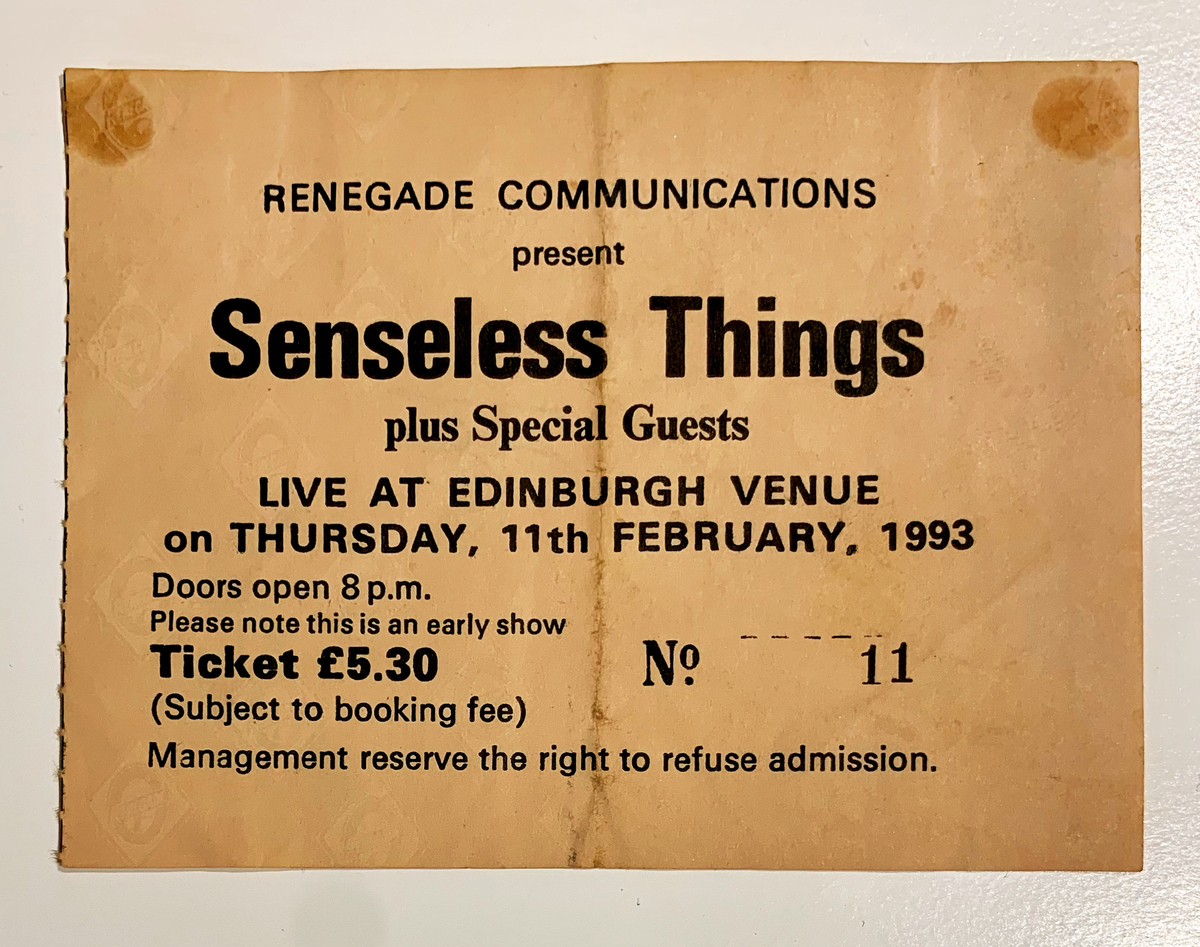 RENEGADE COMMUNICATIONS
present
Senseless Things
plus Special Guests
LIVE AT EDINBURGH VENUE
on THURSDAY, 11th FEBRUARY, 1993
Doors open 8 p.m.
Please note this is an early show
Ticket £5.30
Nº 11
(Subject to booking fee)
Management reserve the right to refuse admission.